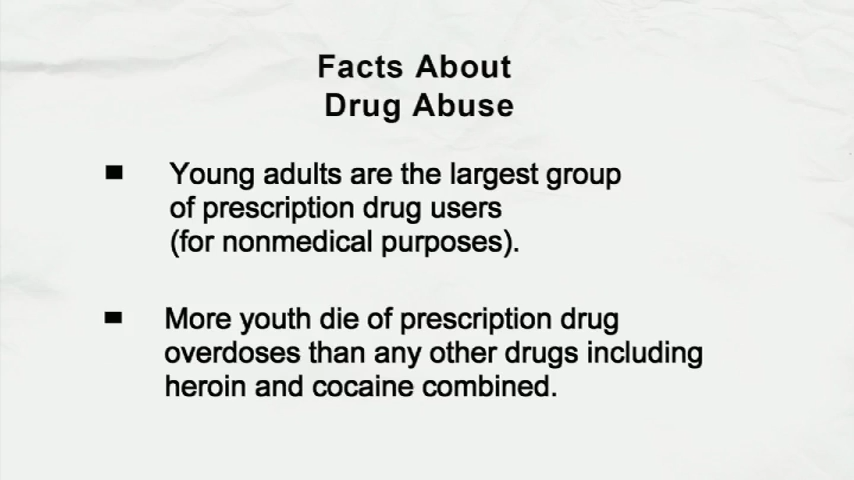 Facts About
Drug Abuse
■ Young adults are the largest group
of prescription drug users
(for nonmedical purposes).
■ More youth die of prescription drug
overdoses than any other drugs including
heroin and cocaine combined.